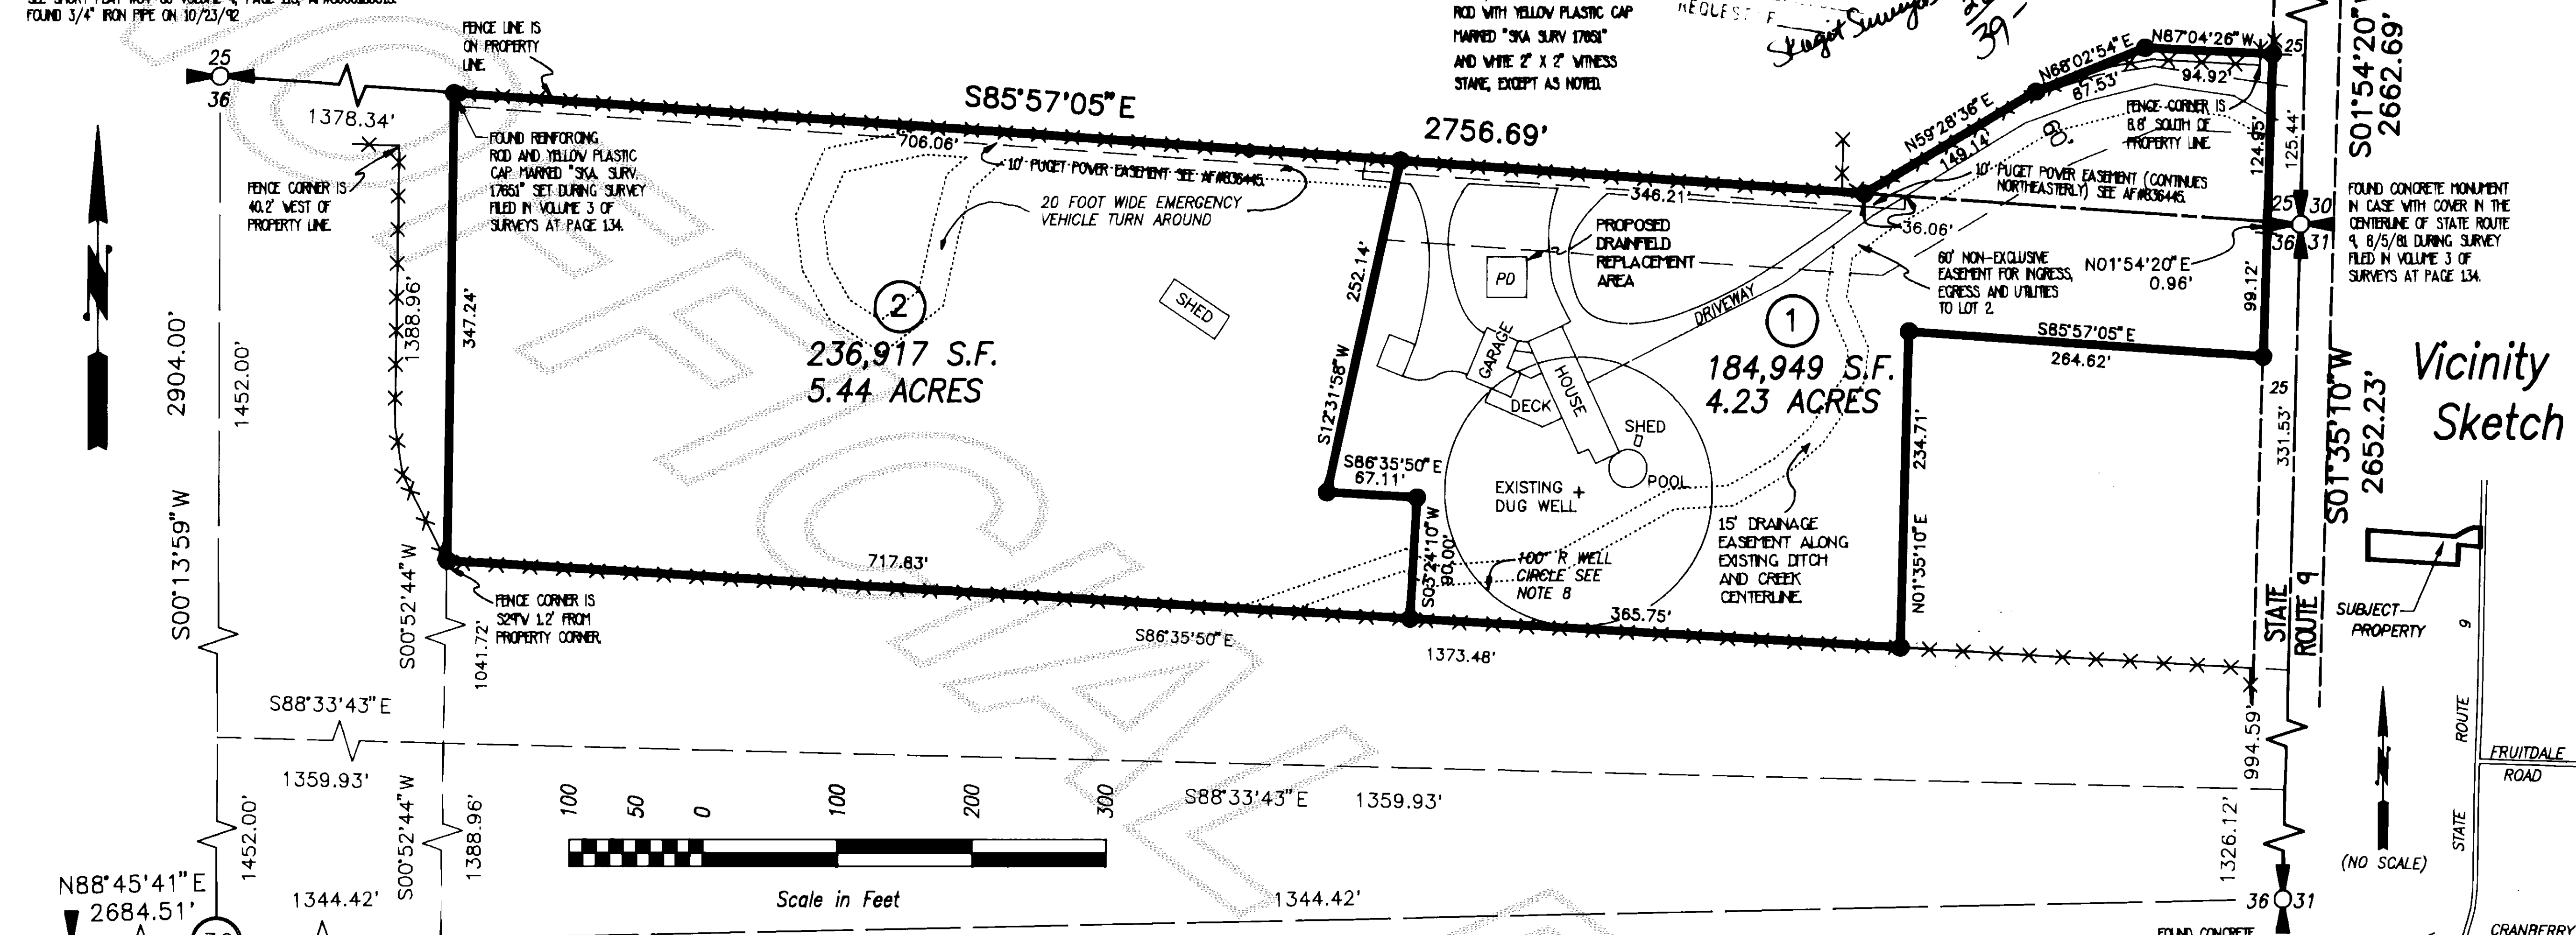 FOUND 3/4" IRON PIPE ON 10/23/92
FENCE LINE IS
ON PROPERTY
LINE.
ROD WITH YELLOW PLASTIC CAP
MARKED "SKA SURV 17651"
AND WHITE 2" X 2" WITNESS
STAKE, EXCEPT AS NOTED.
Skagit Surveyors
39-
25
36
1378.34'
S85°57'05"E
2756.69'
706.06'
10' PUGET POWER EASEMENT SEE AF#836445.
20 FOOT WIDE EMERGENCY
VEHICLE TURN AROUND
FOUND REINFORCING
ROD AND YELLOW PLASTIC
CAP MARKED "SKA. SURV.
17651" SET DURING SURVEY
FILED IN VOLUME 3 OF
SURVEYS AT PAGE 134.
FENCE CORNER IS
40.2' WEST OF
PROPERTY LINE.
N
2904.00'
S00°13'59"W
1452.00'
1388.96'
347.24'
2
236,917 S.F.
5.44 ACRES
SHED
252.14'
S12°31'58"W
S86°35'50"E
67.11'
S03°24'10"W
90.00'
346.21'
PROPOSED
DRAINFIELD
REPLACEMENT
AREA
PD
GARAGE
HOUSE
DECK
SHED
POOL
EXISTING
DUG WELL
DRIVEWAY
1
184,949 S.F.
4.23 ACRES
N59°28'36"E
149.14'
N68°02'54"E
67.53'
N87°04'26"W
94.92'
25
60'
FENCE CORNER IS
8.8' SOUTH OF
PROPERTY LINE.
10' PUGET POWER EASEMENT (CONTINUES
NORTHEASTERLY) SEE AF#836445.
124.95'
125.44'
36.06'
60' NON-EXCLUSIVE
EASEMENT FOR INGRESS,
EGRESS AND UTILITIES
TO LOT 2.
N01°54'20"E
0.96'
99.12'
25 30
36 31
S01°54'20"W
2662.69'
FOUND CONCRETE MONUMENT
IN CASE WITH COVER IN THE
CENTERLINE OF STATE ROUTE
9, 8/5/81 DURING SURVEY
FILED IN VOLUME 3 OF
SURVEYS AT PAGE 134.
S85°57'05"E
264.62'
234.71'
N01°35'10"E
25
331.53'
S01°35'10"W
2652.23'
STATE
ROUTE 9
Vicinity
Sketch
SUBJECT
PROPERTY
717.83'
100' R WELL
CIRCLE SEE
NOTE 8
15' DRAINAGE
EASEMENT ALONG
EXISTING DITCH
AND CREEK
CENTERLINE.
365.75'
FENCE CORNER IS
1.2' FROM
PROPERTY CORNER.
S00°52'44"W
1041.72'
S86°35'50"E
1373.48'
S88°33'43"E
1359.93'
S88°33'43"E 1359.93'
994.59'
1452.00'
S00°52'44"W
1388.96'
100 50 0 100 200 300
Scale in Feet
N88°45'41"E
2684.51'
1344.42'
1344.42'
1326.12'
36 31
FOUND CONCRETE
N
(NO SCALE)
STATE ROUTE 9
FRUITDALE
ROAD
CRANBERRY
UNOFFICIAL